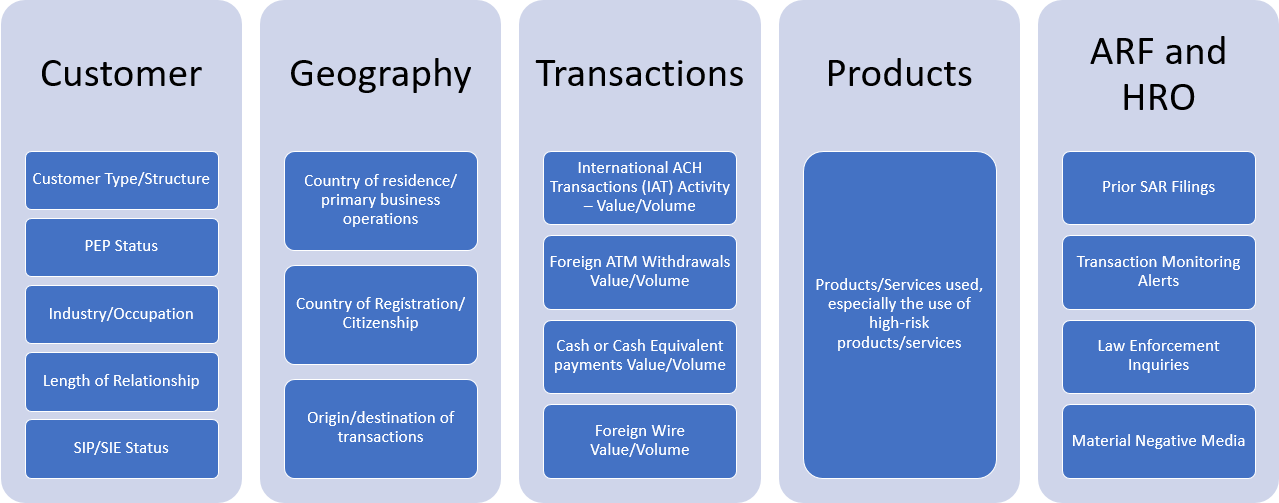 Customer
Customer Type/Structure
PEP Status
Industry/Occupation
Length of Relationship
SIP/SIE Status
Geography
Country of residence/
primary business
operations
Country of Registration/
Citizenship
Origin/destination of
transactions
Transactions
International ACH
Transactions (IAT) Activity
– Value/Volume
Foreign ATM Withdrawals
Value/Volume
Cash or Cash Equivalent
payments Value/Volume
Foreign Wire
Value/Volume
Products
Products/Services used,
especially the use of
high-risk
products/services
ARF and
HRO
Prior SAR Filings
Transaction Monitoring
Alerts
Law Enforcement
Inquiries
Material Negative Media